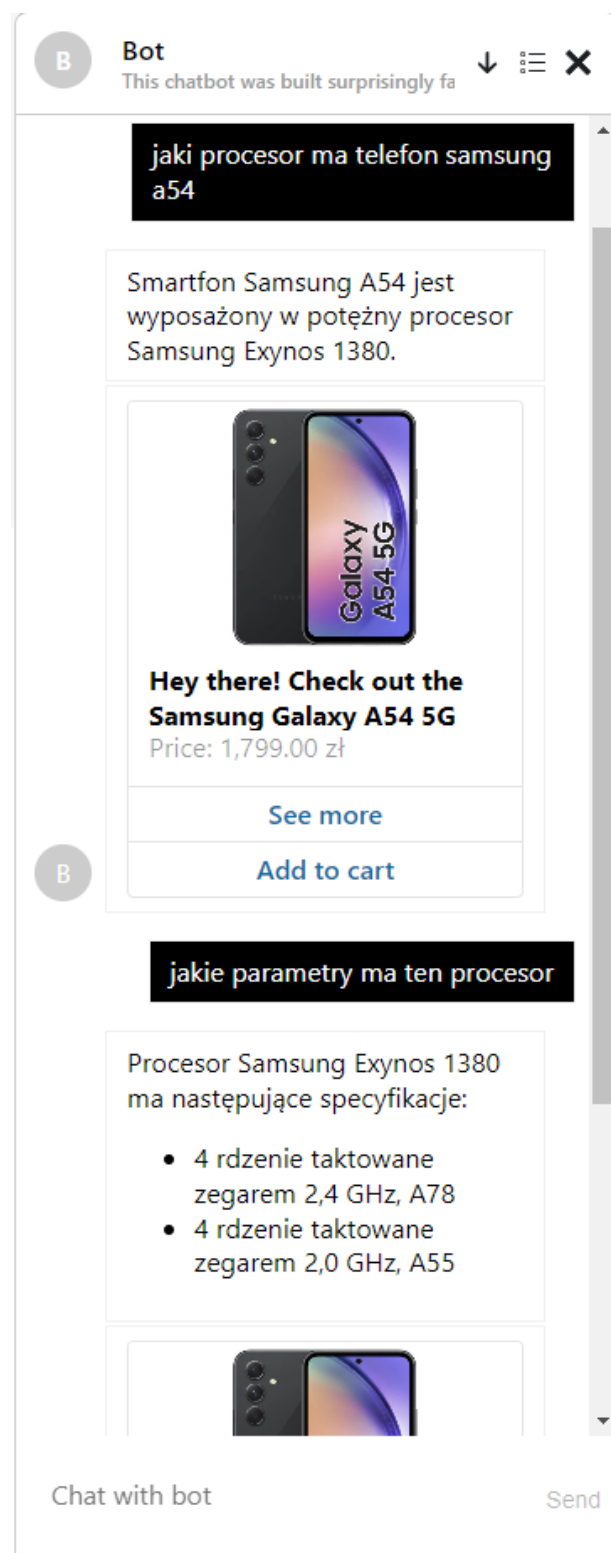 B
Bot
This chatbot was built surprisingly fa
jaki procesor ma telefon samsung
a54
Smartfon Samsung A54 jest
wyposażony w potężny procesor
Samsung Exynos 1380.
Galaxy
A54 5G
Hey there! Check out the
Samsung Galaxy A54 5G
Price: 1,799.00 zł
See more
Add to cart
B
jakie parametry ma ten procesor
Procesor Samsung Exynos 1380
ma następujące specyfikacje:
4 rdzenie taktowane
zegarem 2,4 GHz, A78
4 rdzenie taktowane
zegarem 2,0 GHz, A55
Chat with bot
Send